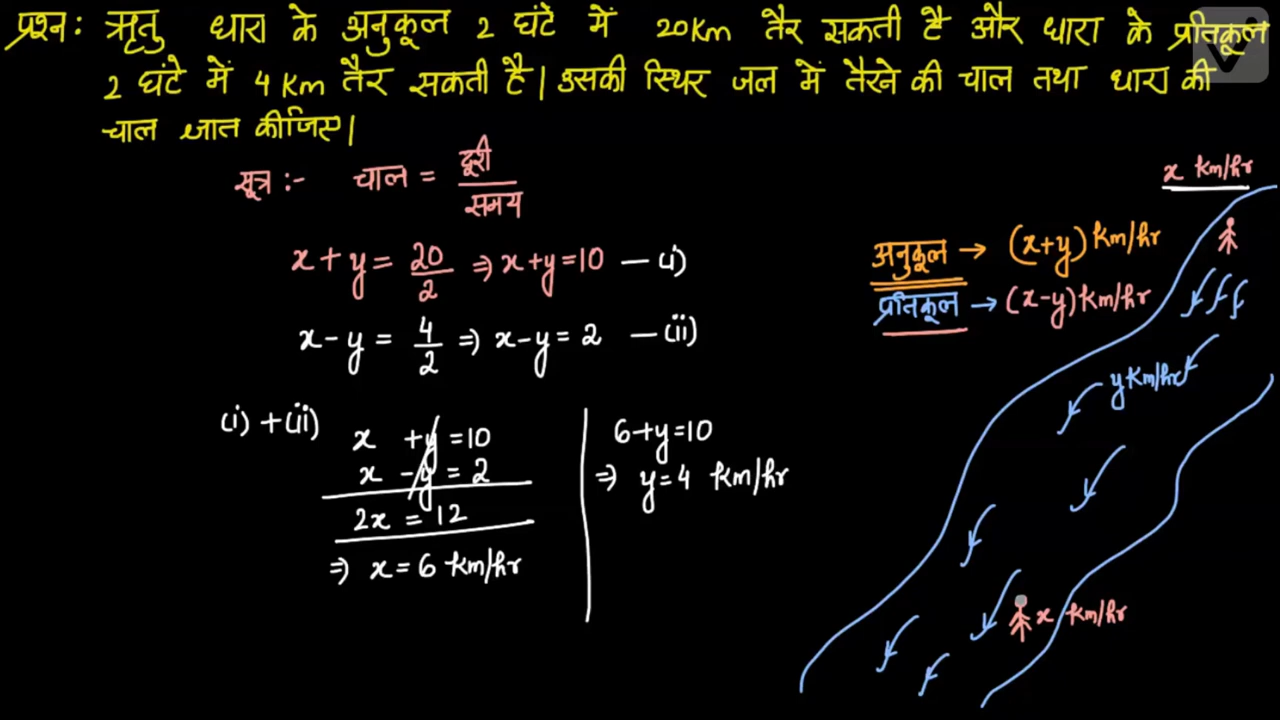 प्रश्न: ऋतु धारा के अनुकूल 2 घंटे में 20Km तैर सकती है और धारा के प्रतिकूल
2 घंटे में 4 Km तैर सकती है। उसकी स्थिर जल में तैरने की चाल तथा धारा की
चाल ज्ञात कीजिए।
सूत्र :- चाल = दूरी / समय
x + y = 20/2 ⇒ x+y=10 — (i)
x - y = 4/2 ⇒ x-y = 2 — (ii)
(i) + (ii)
x + y = 10
x - y = 2
2x = 12
⇒ x = 6 km/hr
6+y=10
⇒ y=4 km/hr
x km/hr
अनुकूल → (x+y) km/hr
प्रतिकूल → (x-y) km/hr
y km/hr
x km/hr